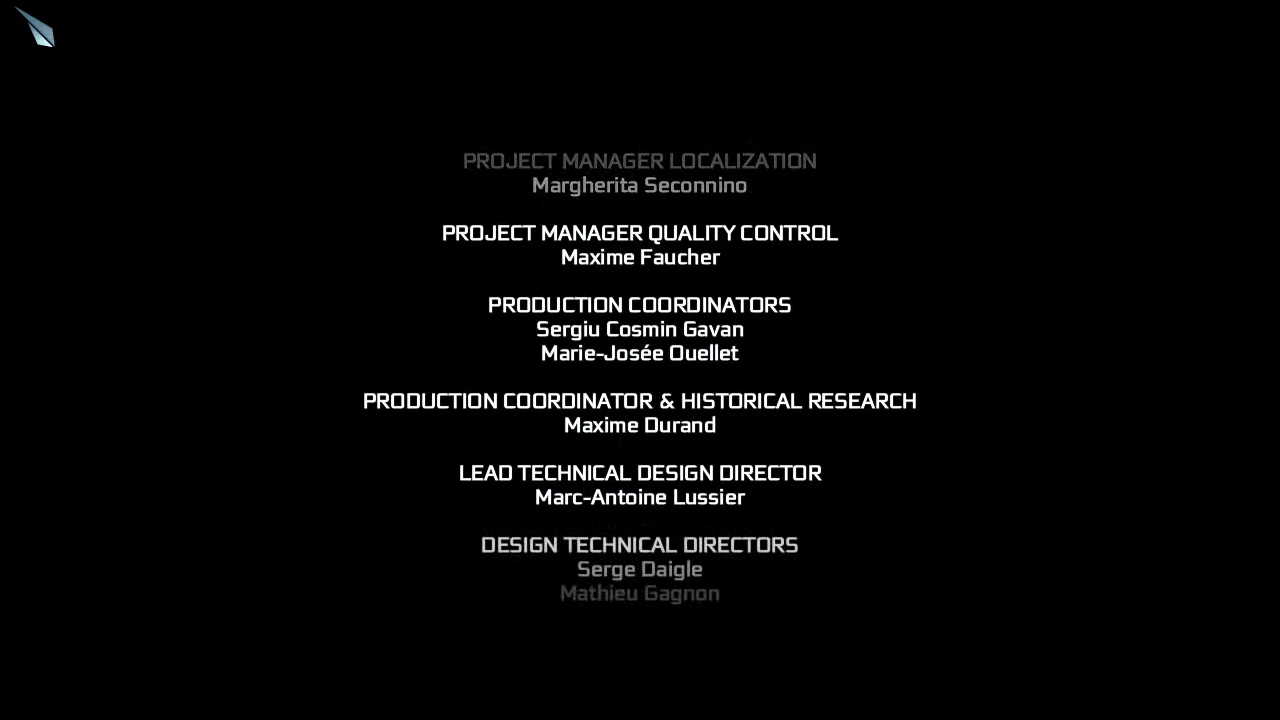 PROJECT MANAGER LOCALIZATION
Margherita Seconnino
PROJECT MANAGER QUALITY CONTROL
Maxime Faucher
PRODUCTION COORDINATORS
Sergiu Cosmin Gavan
Marie-Josée Ouellet
PRODUCTION COORDINATOR & HISTORICAL RESEARCH
Maxime Durand
LEAD TECHNICAL DESIGN DIRECTOR
Marc-Antoine Lussier
DESIGN TECHNICAL DIRECTORS
Serge Daigle
Mathieu Gagnon